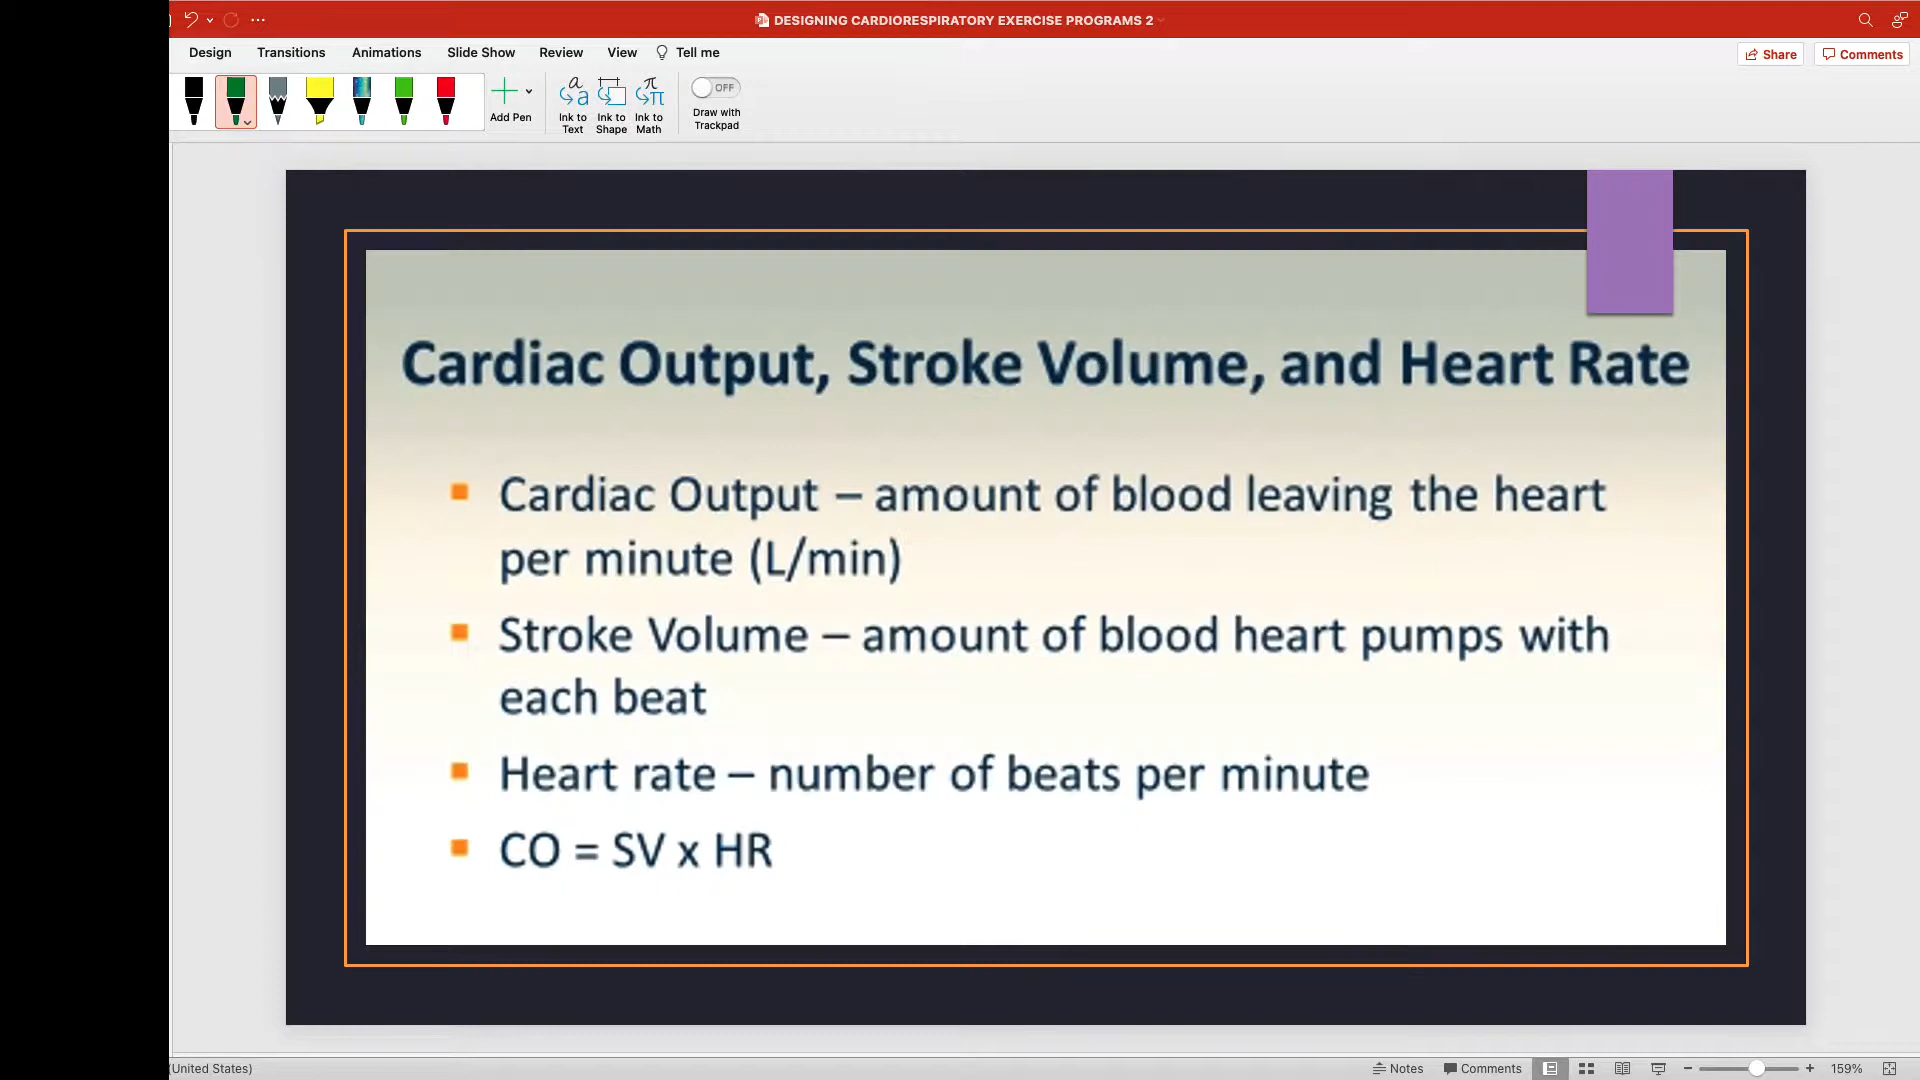 DESIGNING CARDIORESPIRATORY EXERCISE PROGRAMS 2
Design Transitions Animations Slide Show Review View Tell me Share Comments
Add Pen
Ink to Text
Ink to Shape
Ink to Math
OFF
Draw with Trackpad
Cardiac Output, Stroke Volume, and Heart Rate
Cardiac Output – amount of blood leaving the heart
per minute (L/min)
Stroke Volume – amount of blood heart pumps with
each beat
Heart rate – number of beats per minute
CO = SV x HR
(United States) Notes Comments 159%